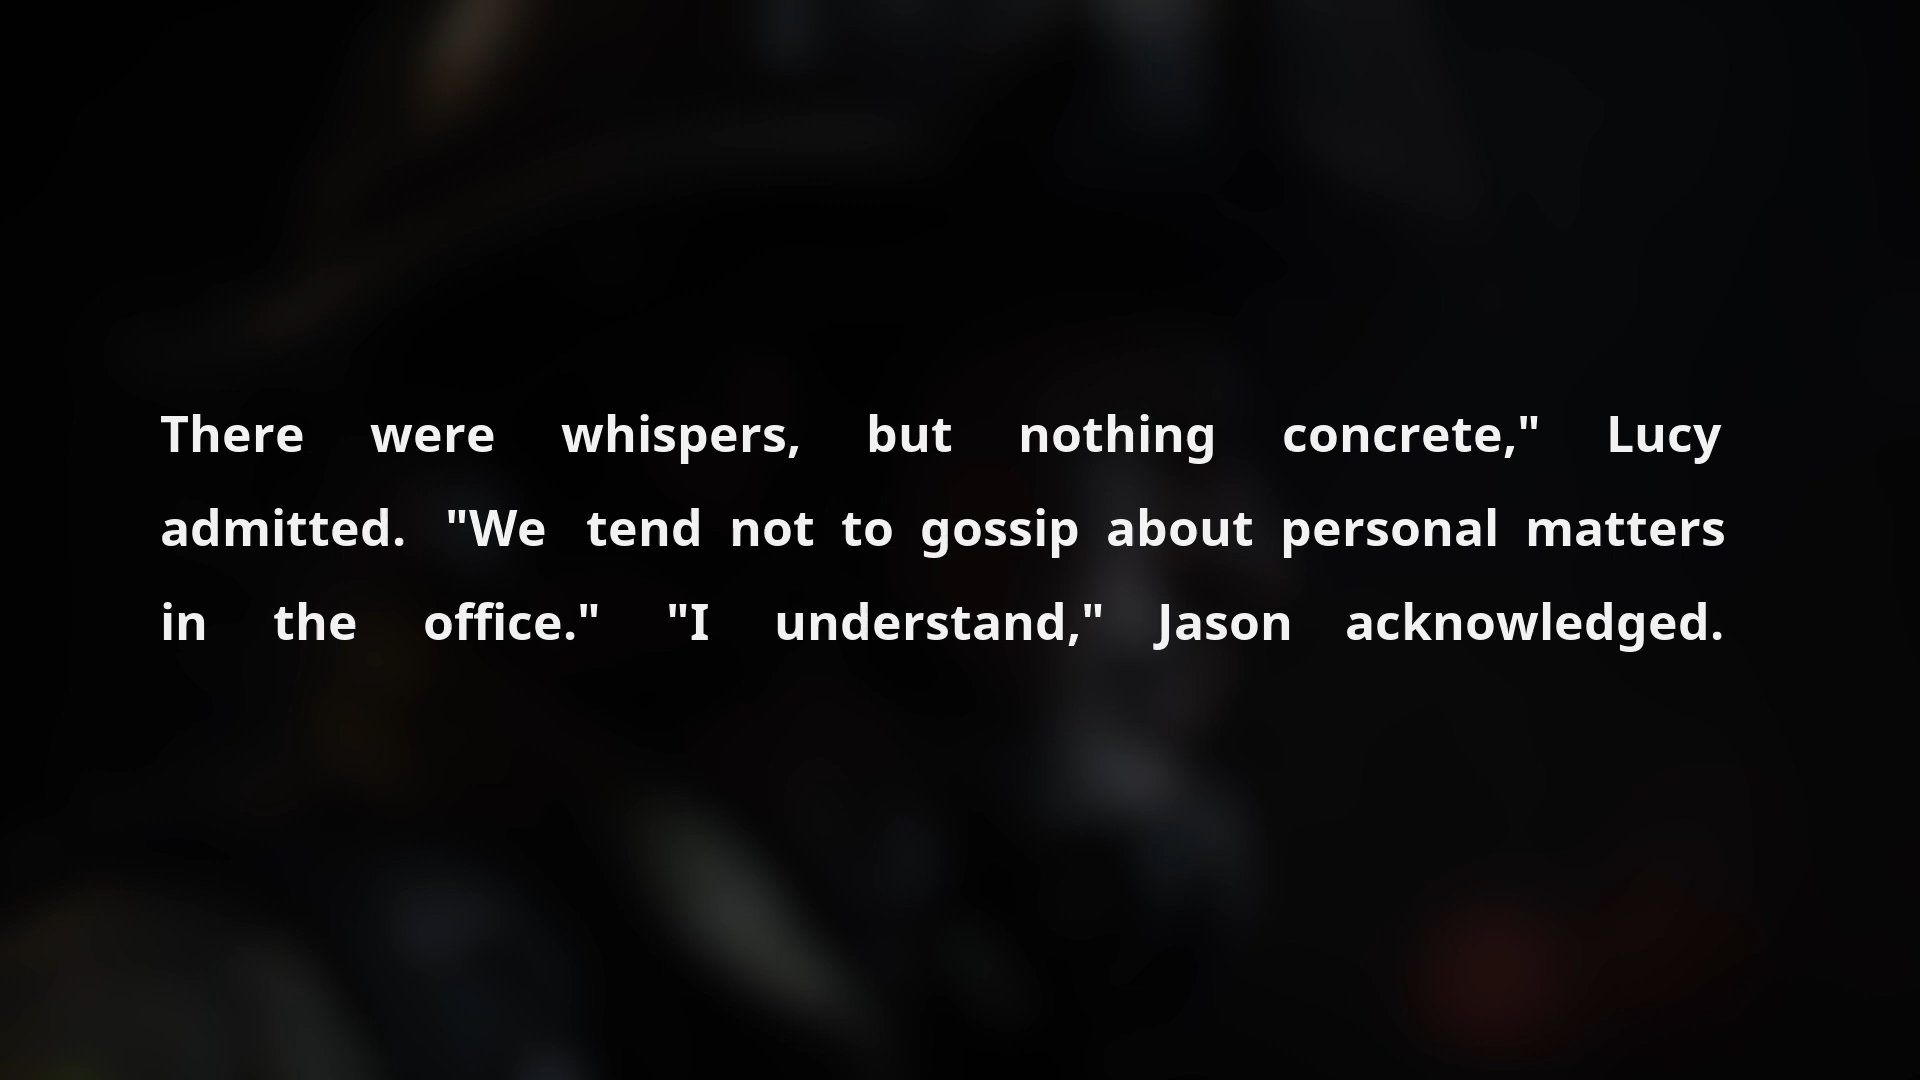 There were whispers, but nothing concrete," Lucy
admitted. "We tend not to gossip about personal matters
in the office." "I understand," Jason acknowledged.